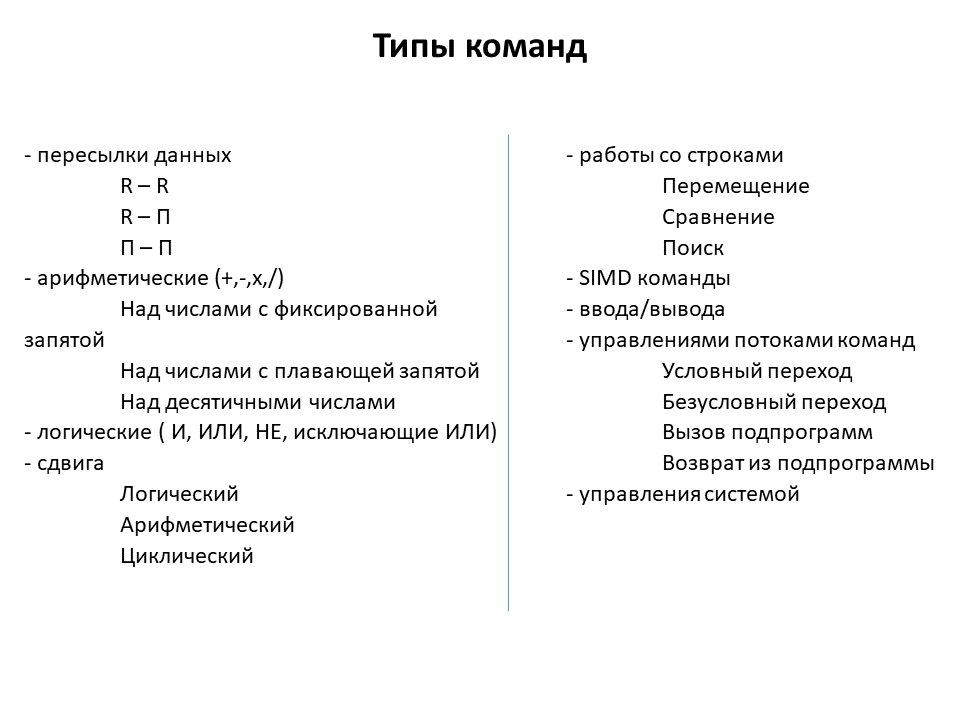 Типы команд
- пересылки данных
R – R
R – П
П – П
- арифметические (+,-,x,/)
Над числами с фиксированной
запятой
Над числами с плавающей запятой
Над десятичными числами
- логические ( И, ИЛИ, НЕ, исключающие ИЛИ)
- сдвига
Логический
Арифметический
Циклический
- работы со строками
Перемещение
Сравнение
Поиск
- SIMD команды
- ввода/вывода
- управлениями потоками команд
Условный переход
Безусловный переход
Вызов подпрограмм
Возврат из подпрограммы
- управления системой